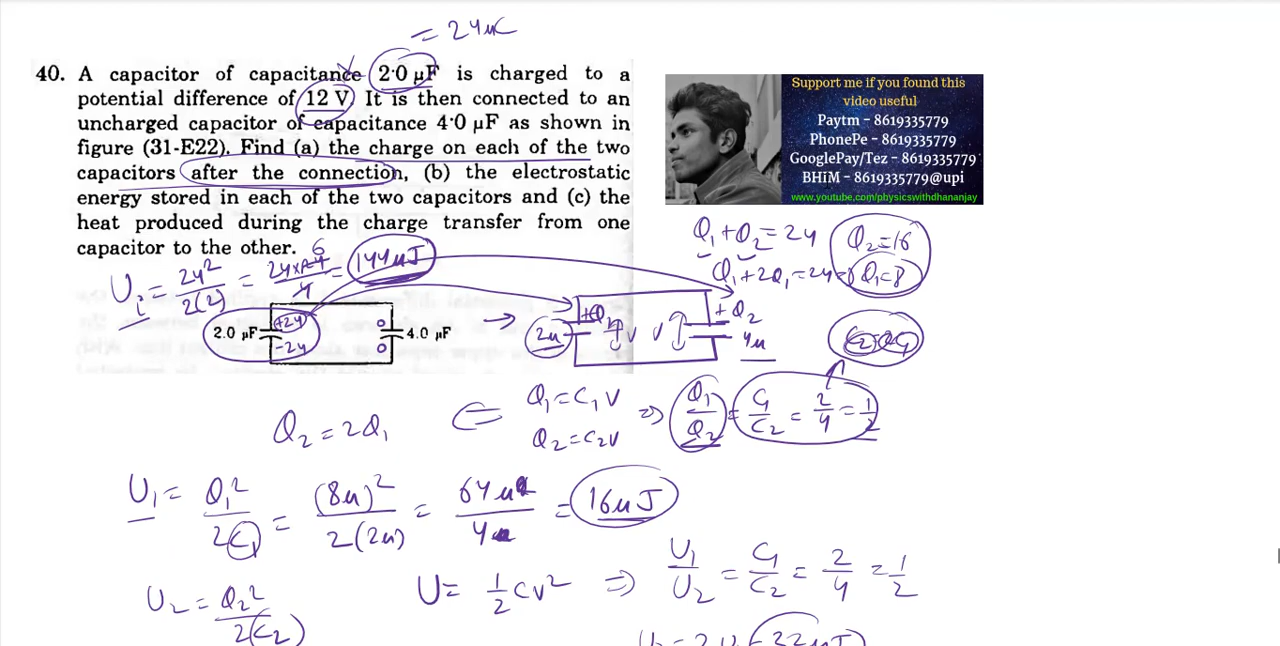 = 24μC
40. A capacitor of capacitance 2·0 μF is charged to a
potential difference of 12 V. It is then connected to an
uncharged capacitor of capacitance 4·0 μF as shown in
figure (31-E22). Find (a) the charge on each of the two
capacitors after the connection, (b) the electrostatic
energy stored in each of the two capacitors and (c) the
heat produced during the charge transfer from one
capacitor to the other.
Support me if you found this
video useful
Paytm - 8619335779
PhonePe - 8619335779
GooglePay/Tez - 8619335779
BHiM - 8619335779@upi
www.youtube.com/physicswithdhananjay
Q₁+Q₂=24 Q₂=16
Q₁+2Q₁=24 Q₁=8
Uᵢ = 24²/2(2) = = 144μJ
2.0 μF +24 -24 0 0 4.0 μF
→ 2μ +Q₁ V V +Q₂ 4μ
Q₂=2Q₁ ⇐ Q₁=C₁V Q₂=C₂V ⇒ Q₁/Q₂ = C₁/C₂ = 2/4 = 1/2
U₁ = Q₁²/2C₁ = (8μ)²/2(2μ) = 64μ/4 = 16μJ
U₂ = Q₂²/2(C₂) U = 1/2 CV² ⇒ U₁/U₂ = C₁/C₂ = 2/4 = 1/2